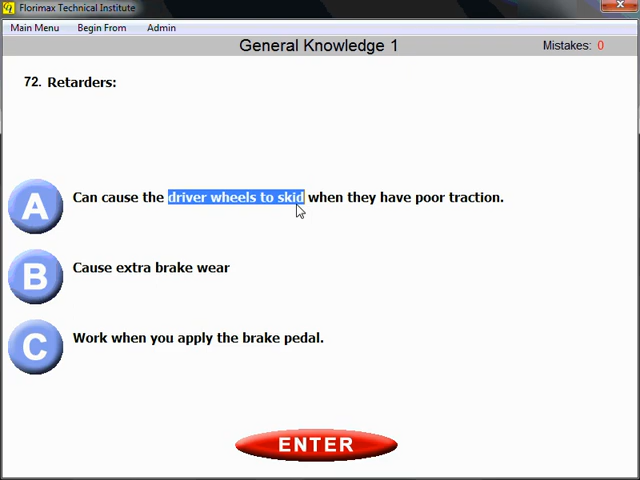 Florimax Technical Institute
Main Menu Begin From Admin
General Knowledge 1 Mistakes: 0
72. Retarders:
A Can cause the driver wheels to skid when they have poor traction.
B Cause extra brake wear
C Work when you apply the brake pedal.
ENTER